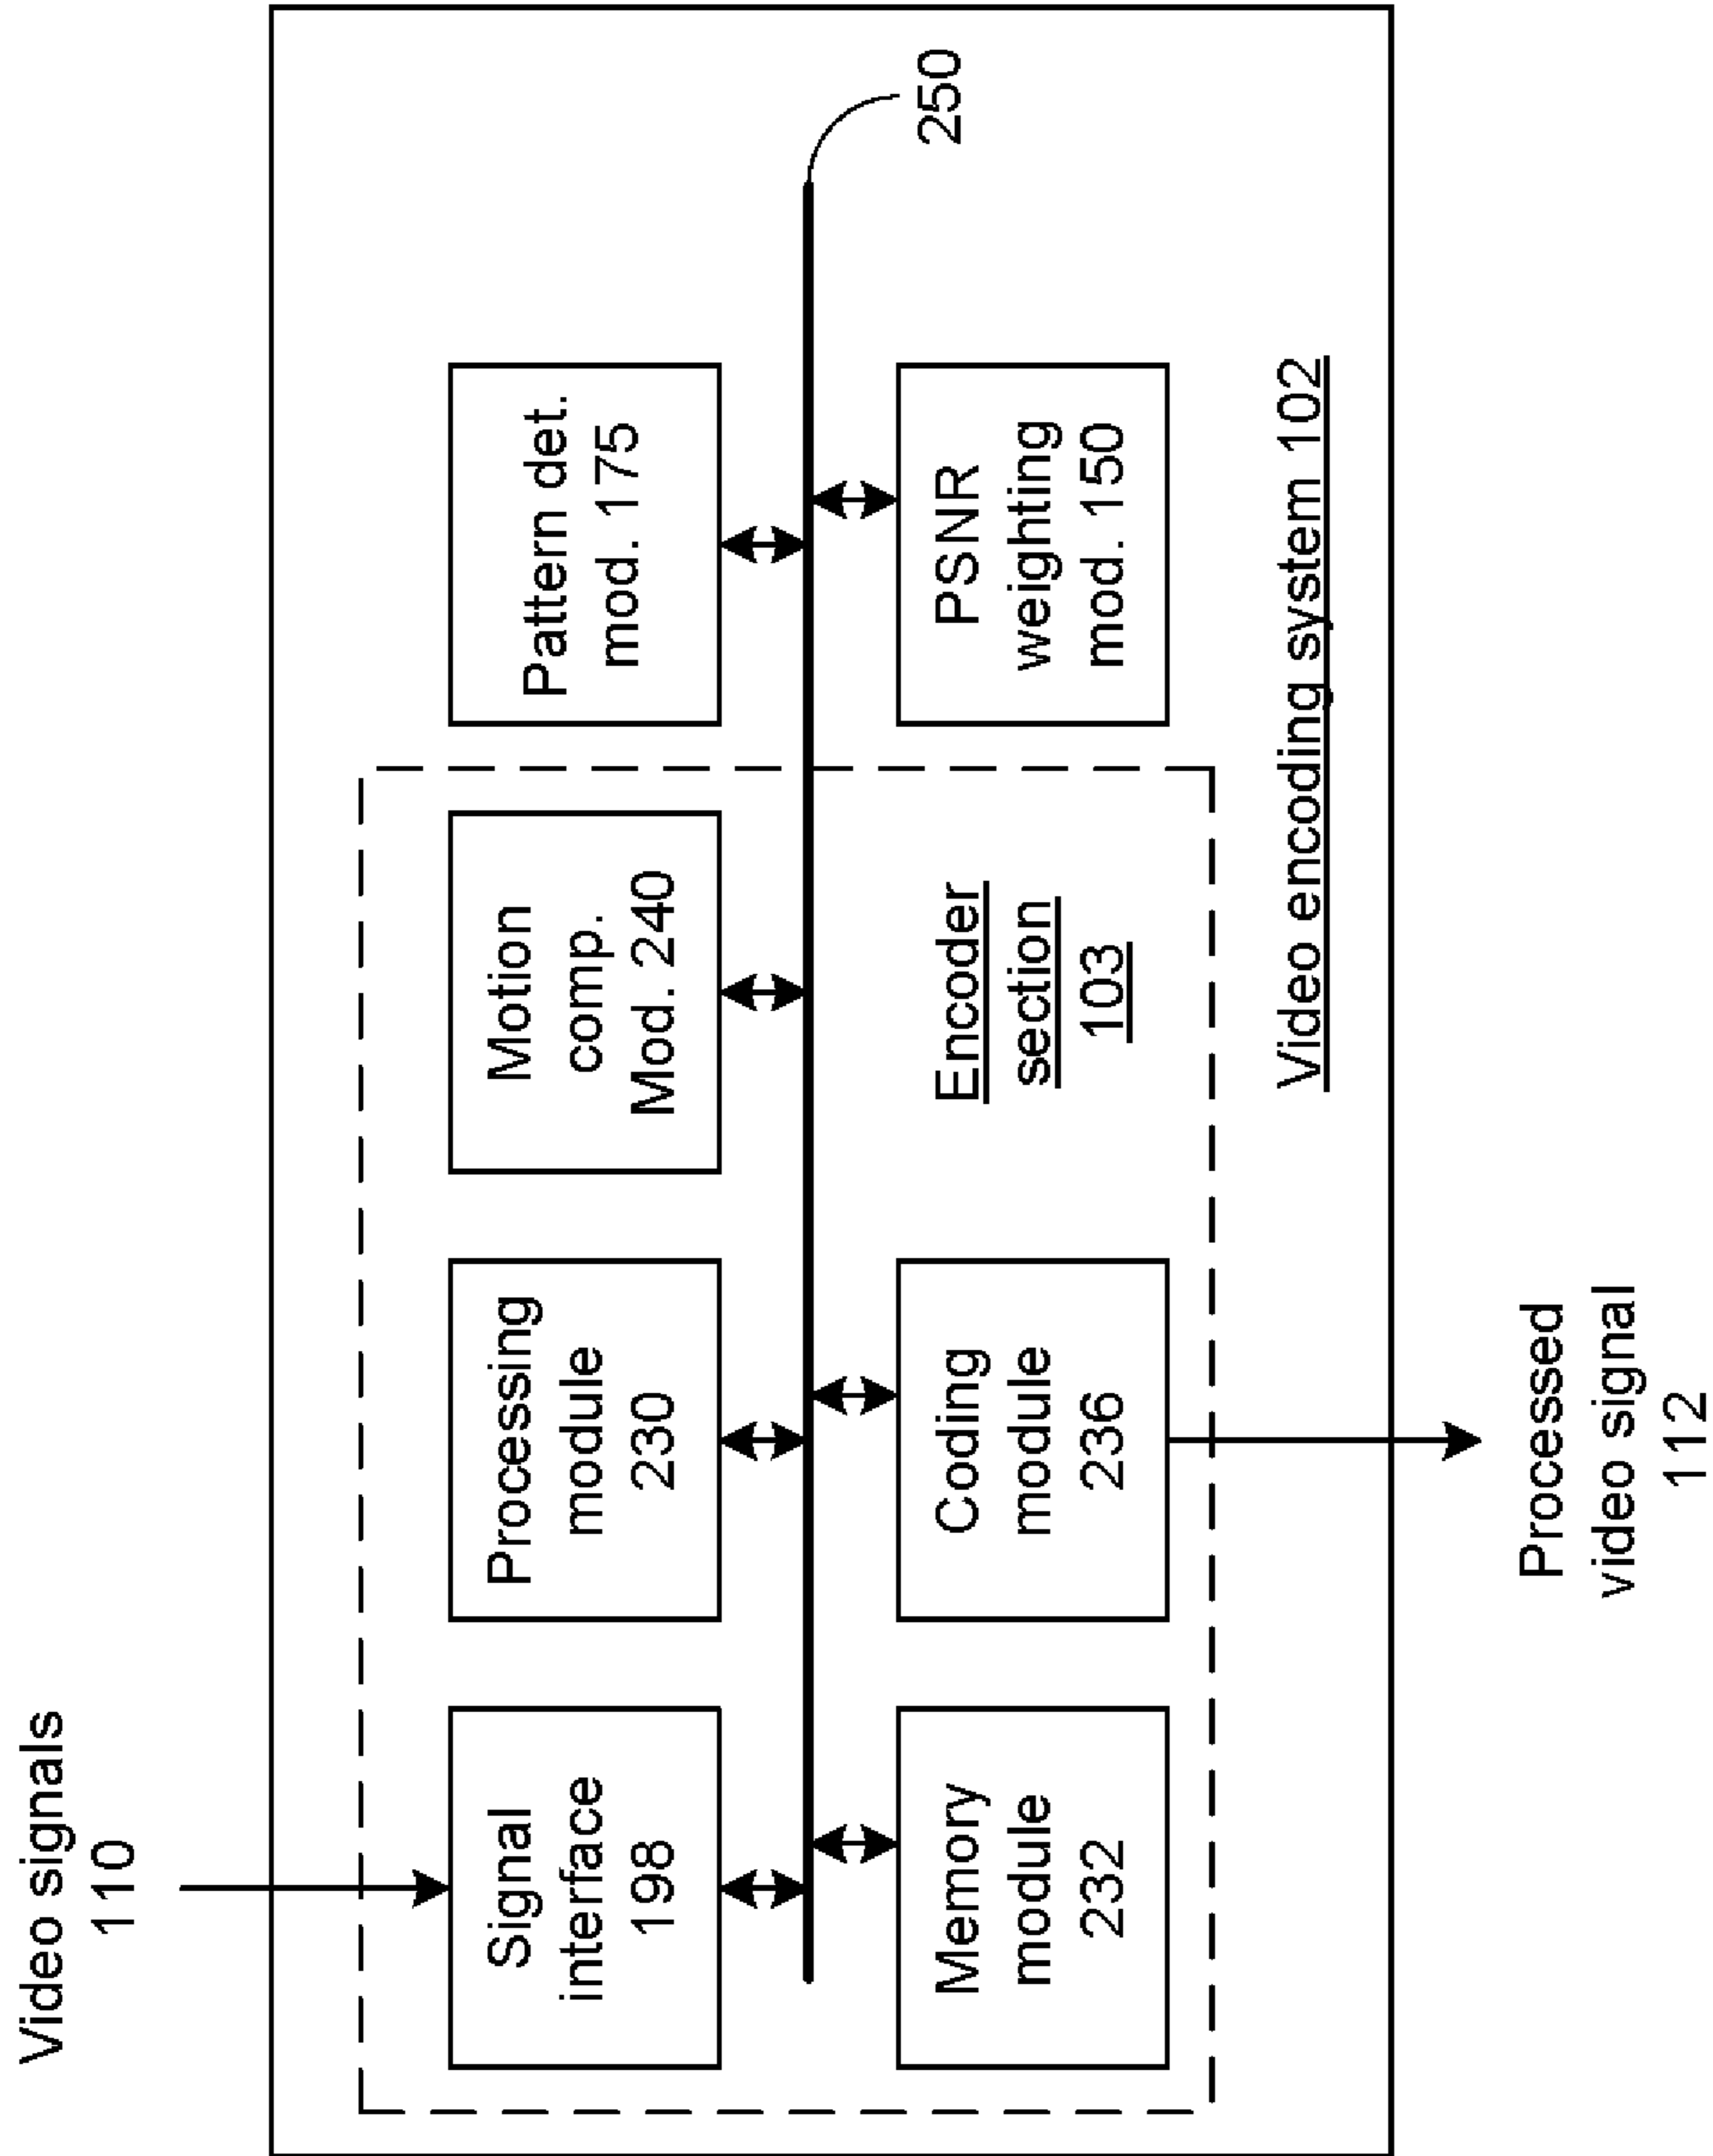 Video signals
110
Signal
interface
198
Processing
module
230
Motion
comp.
Mod. 240
Pattern det.
mod. 175
250
Memory
module
232
Coding
module
236
Encoder
section
103
PSNR
weighting
mod. 150
Video encoding system 102
Processed
video signal
112